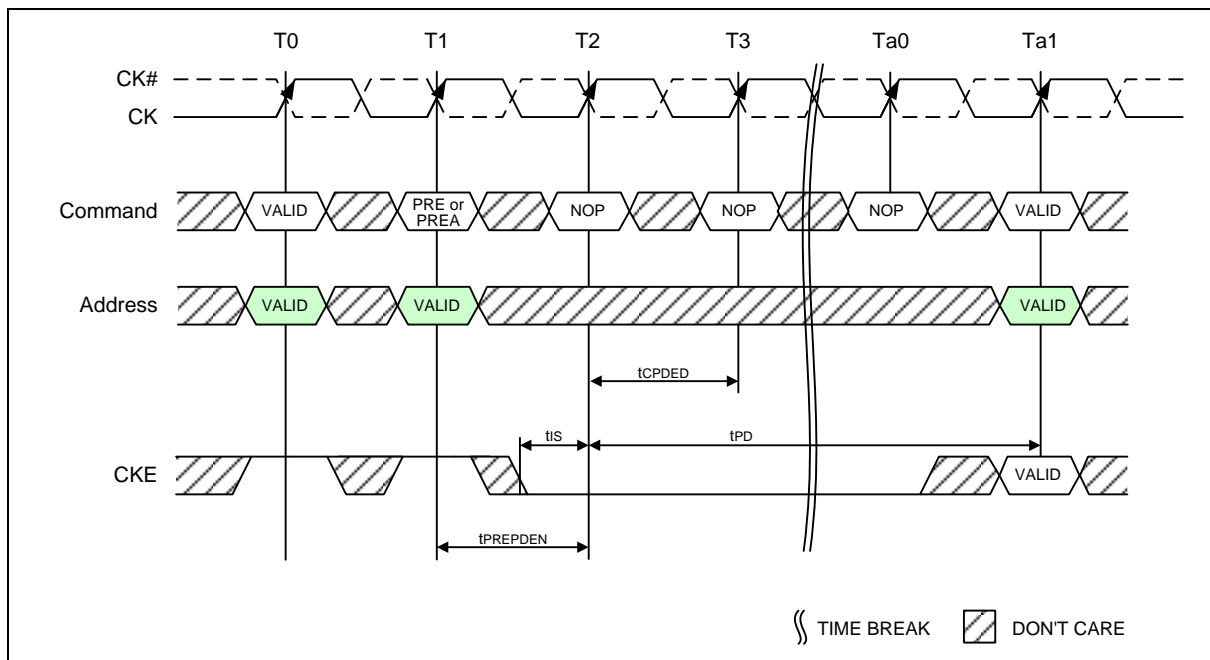 T0 T1 T2 T3 Ta0 Ta1
CK#
CK
Command VALID PRE or PREA NOP NOP NOP VALID
Address VALID VALID VALID
tCPDED
tIS tPD
CKE VALID
tPREPDEN
TIME BREAK DON'T CARE